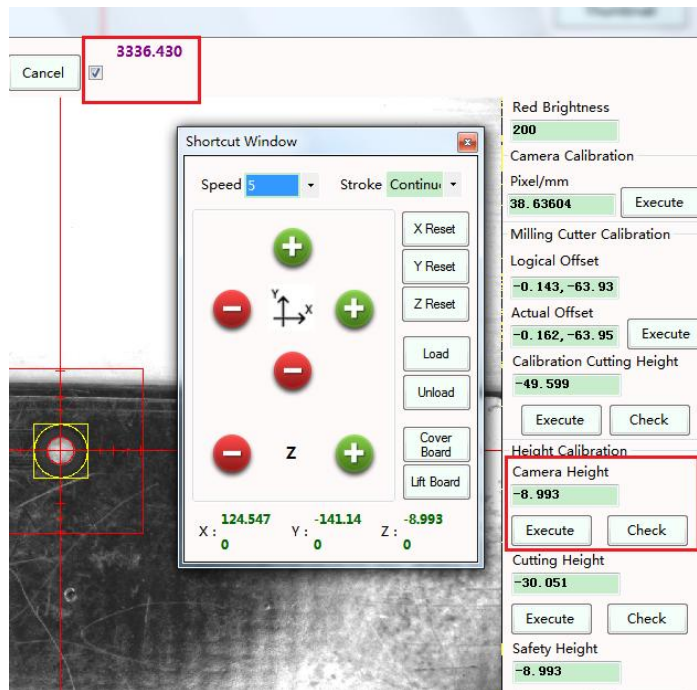 3336.430
Cancel
Shortcut Window
Speed 5
Stroke Continu
X Reset
Y Reset
Z Reset
Load
Unload
Cover
Board
Lift Board
Y
X
Z
X : 124.547 Y : -141.14 Z : -8.993
0 0 0
Red Brightness
200
Camera Calibration
Pixel/mm
38.63604 Execute
Milling Cutter Calibration
Logical Offset
-0.143,-63.93
Actual Offset
-0.162,-63.95 Execute
Calibration Cutting Height
-49.599
Execute Check
Height Calibration
Camera Height
-8.993
Execute Check
Cutting Height
-30.051
Execute Check
Safety Height
-8.993